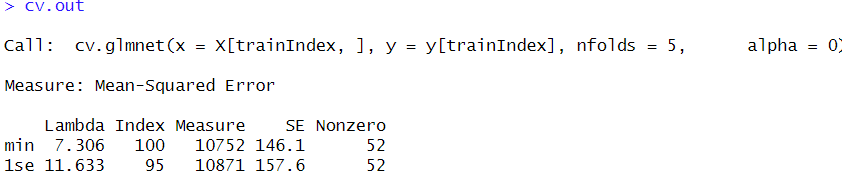 > cv.out
Call:  cv.glmnet(x = X[trainIndex, ], y = y[trainIndex], nfolds = 5,      alpha = 0)
Measure: Mean-Squared Error
    Lambda Index Measure    SE Nonzero
min  7.306   100   10752 146.1      52
1se 11.633    95   10871 157.6      52